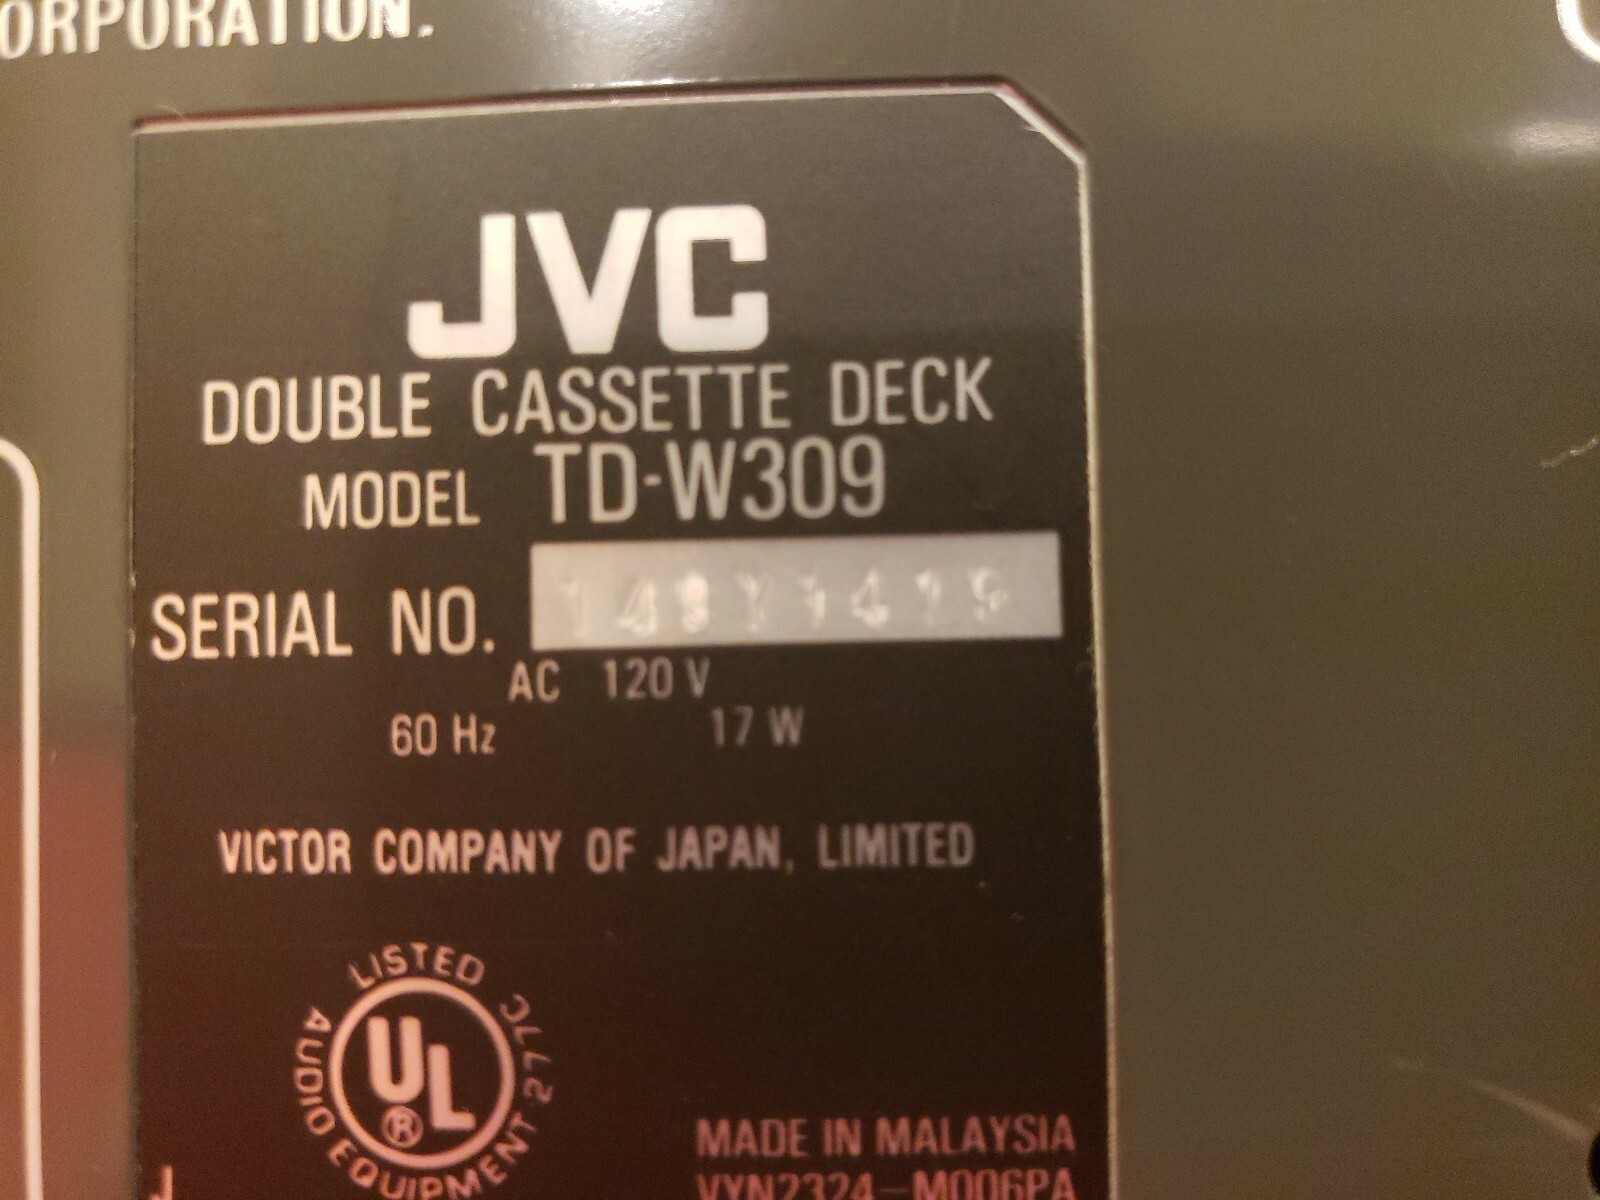 ORPORATION.
JVC
DOUBLE CASSETTE DECK
MODEL TD-W309
SERIAL NO.
AC 120 V
60 Hz 17 W
VICTOR COMPANY OF JAPAN, LIMITED
LISTED 27ZC
UL ®
AUDIO EQUIPMENT
MADE IN MALAYSIA
J
VYN2324-M006PA